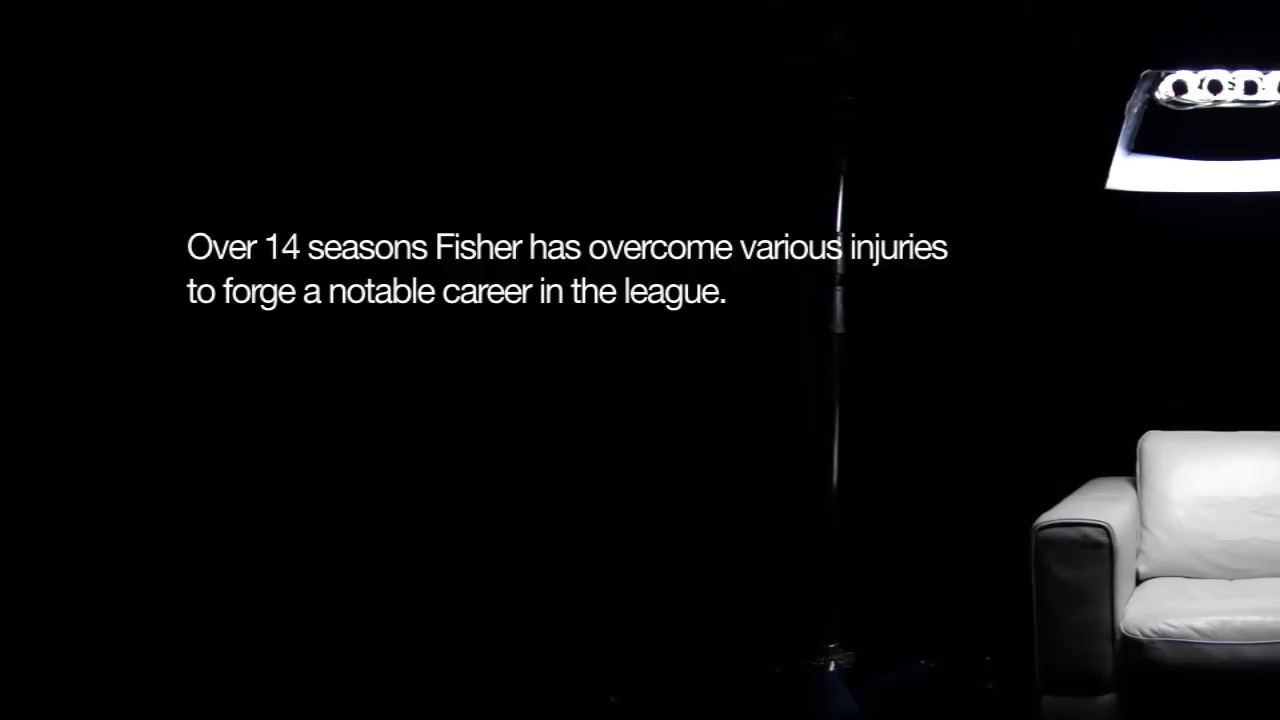 Over 14 seasons Fisher has overcome various injuries
to forge a notable career in the league.